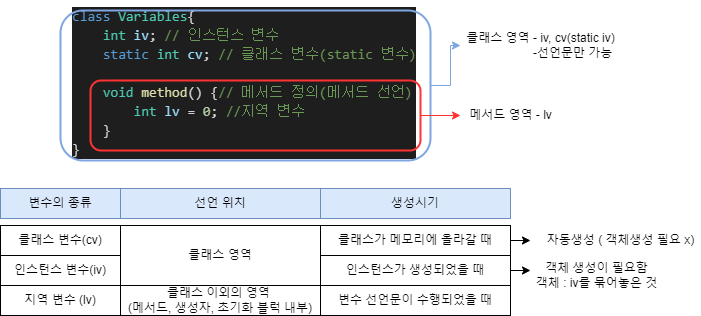 class Variables{
int iv; // 인스턴스 변수
static int cv; // 클래스 변수(static 변수)
void method() {// 메서드 정의(메서드 선언)
int lv = 0; //지역 변수
}
}
클래스 영역 - iv, cv(static iv)
-선언문만 가능
메서드 영역 - lv
변수의 종류 선언 위치 생성시기
클래스 변수(cv) 클래스 영역 클래스가 메모리에 올라갈 때 자동생성 ( 객체생성 필요 x)
인스턴스 변수(iv) 인스턴스가 생성되었을 때 객체 생성이 필요함
객체 : iv를 묶어놓은 것
지역 변수 (lv) 클래스 이외의 영역 변수 선언문이 수행되었을 때
(메서드, 생성자, 초기화 블럭 내부)